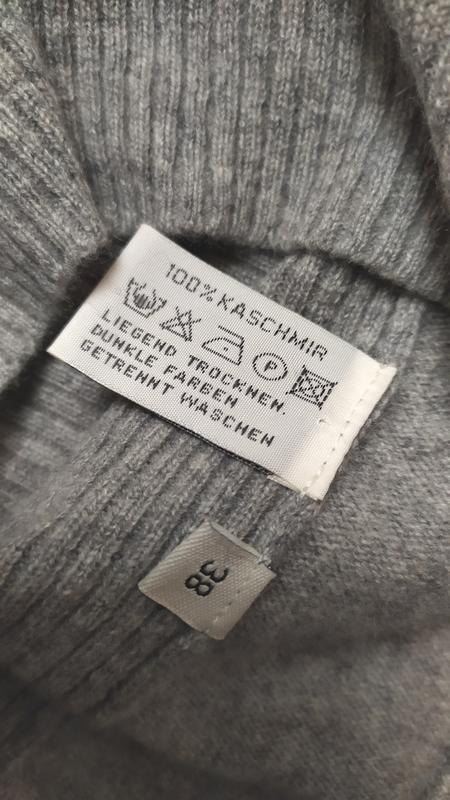 100% KASCHMIR
P
LIEGEND TROCKNEN.
DUNKLE FARBEN
GETRENNT WASCHEN
38